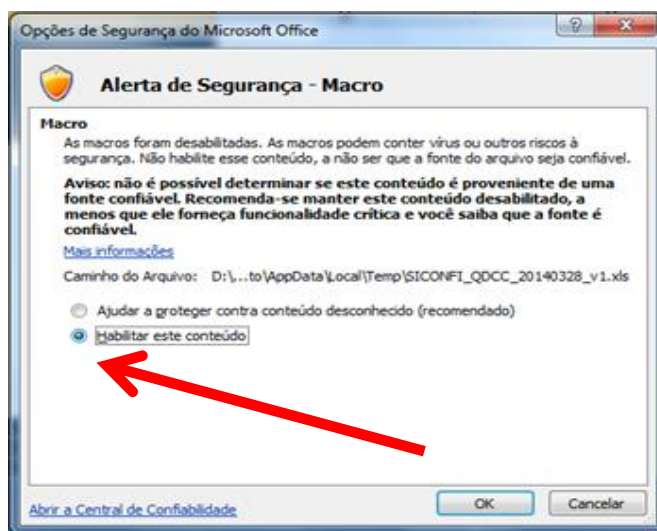 Opções de Segurança do Microsoft Office
Alerta de Segurança - Macro
Macro
As macros foram desabilitadas. As macros podem conter vírus ou outros riscos à
segurança. Não habilite esse conteúdo, a não ser que a fonte do arquivo seja confiável.
Aviso: não é possível determinar se este conteúdo é proveniente de uma
fonte confiável. Recomenda-se manter este conteúdo desabilitado, a
menos que ele forneça funcionalidade crítica e você saiba que a fonte é
confiável.
Mais informações
Caminho do Arquivo: D:\...to\AppData\Local\Temp\SICONFI_QDCC_20140328_v1.xls
Ajudar a proteger contra conteúdo desconhecido (recomendado)
Habilitar este conteúdo
Abrir a Central de Confiabilidade
OK
Cancelar